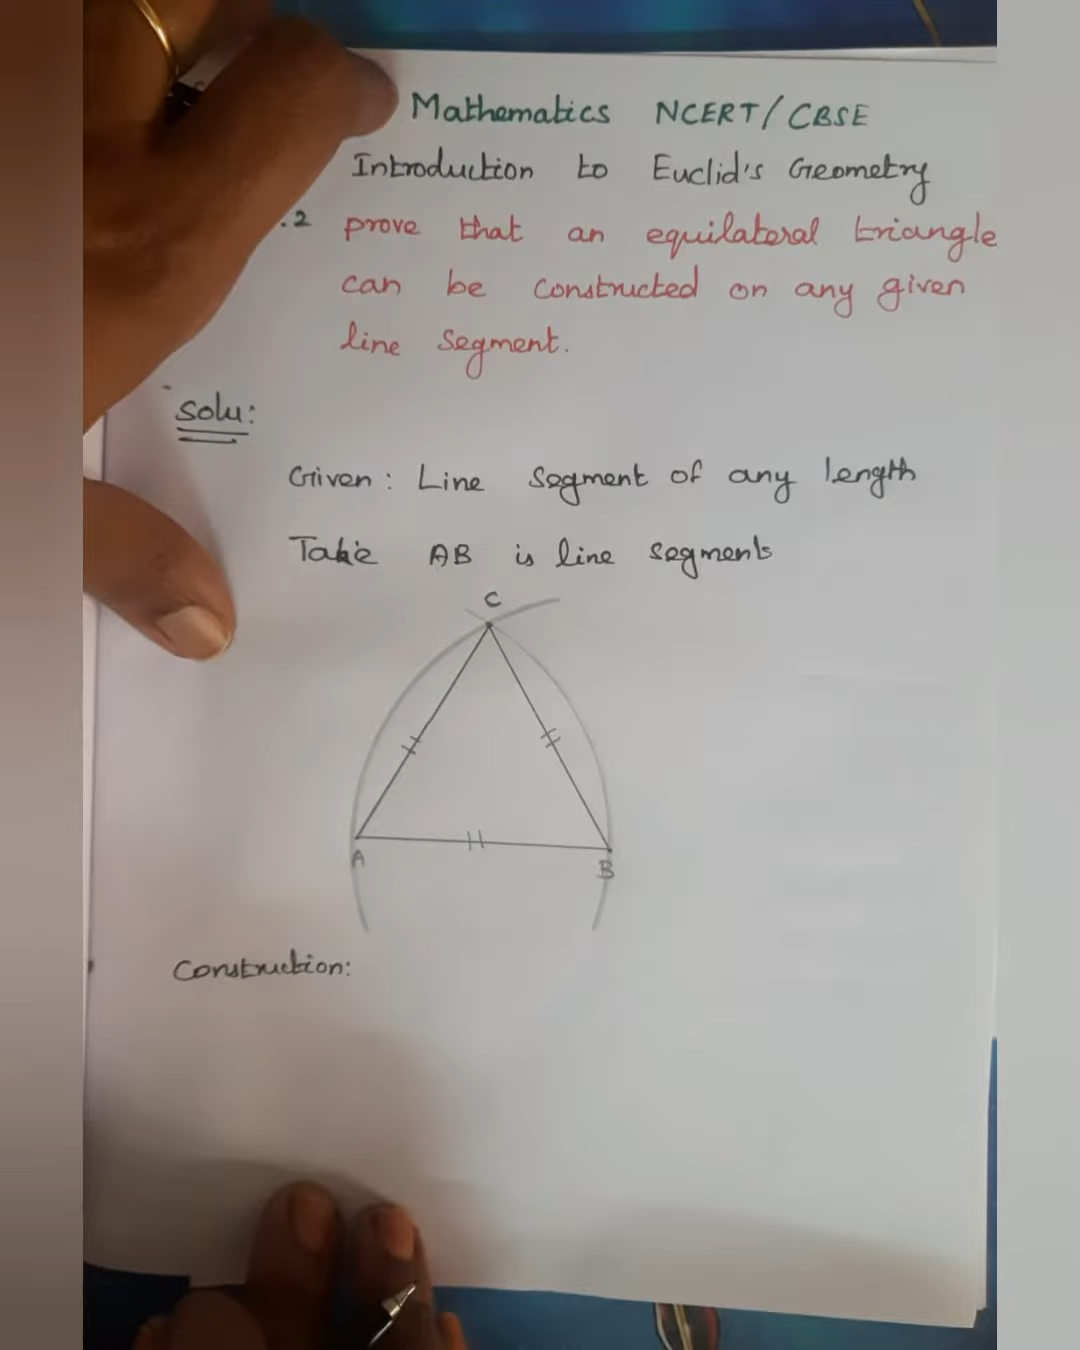 Mathematics NCERT/CBSE
Introduction to Euclid's Geometry
.2 prove that an equilateral triangle
can be constructed on any given
line segment.
Solu:
Given: Line Segment of any length
Take AB is line segments
C
A
B
Construction: